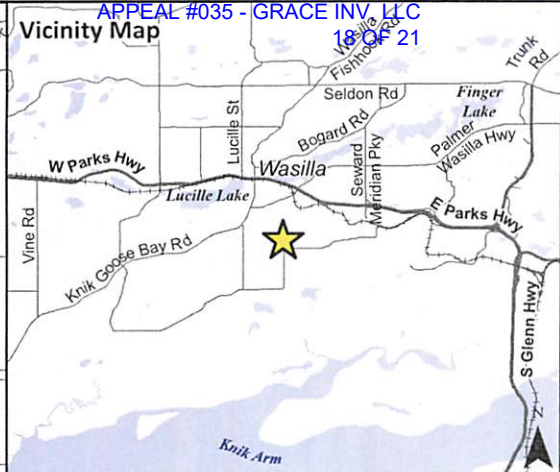 APPEAL #035 - GRACE INV, LLC
18 OF 21
Vicinity Map
Wasilla
Fishhook Rd
Trunk
Rd
Seldon Rd
Finger
Lake
Lucille St
Bogard Rd
Palmer
Wasilla Hwy
Seward
Meridian Pky
W Parks Hwy
Wasilla
Lucille Lake
E Parks Hwy
Vine Rd
Knik Goose Bay Rd
S Glenn Hwy
Knik Arm